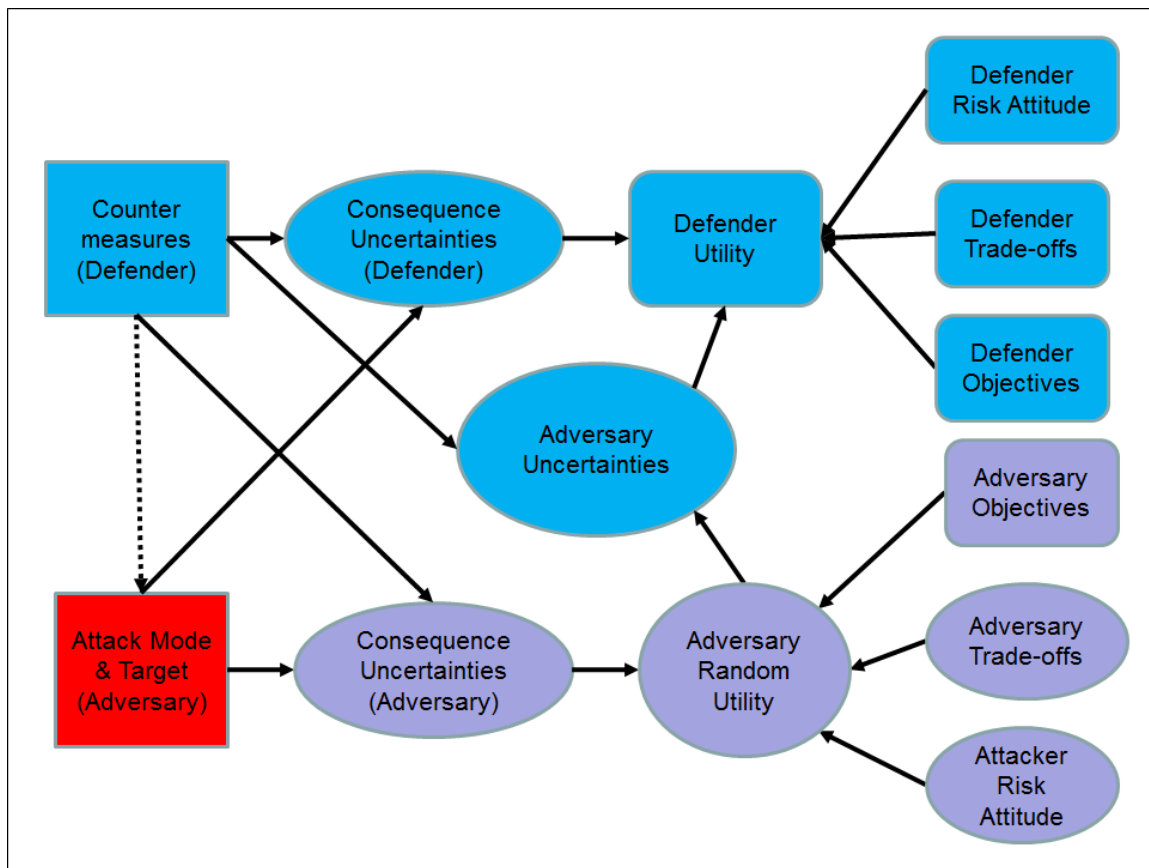 Defender
Risk Attitude
Counter
measures
(Defender)
Consequence
Uncertainties
(Defender)
Defender
Utility
Defender
Trade-offs
Defender
Objectives
Adversary
Uncertainties
Adversary
Objectives
Attack Mode
& Target
(Adversary)
Consequence
Uncertainties
(Adversary)
Adversary
Random
Utility
Adversary
Trade-offs
Attacker
Risk
Attitude